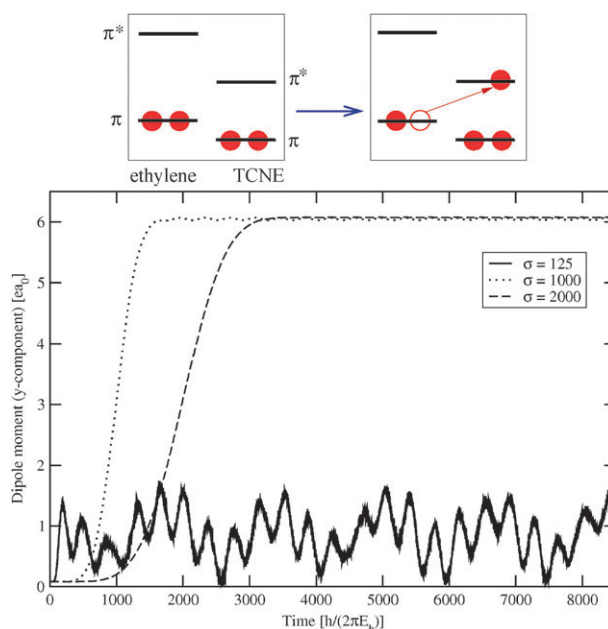 π*
π*
π
π
ethylene TCNE
Dipole moment (y-component) [ea₀]
6
5
4
3
2
1
0
σ = 125
σ = 1000
σ = 2000
0 1000 2000 3000 4000 5000 6000 7000 8000
Time [h/(2πEₕ)]